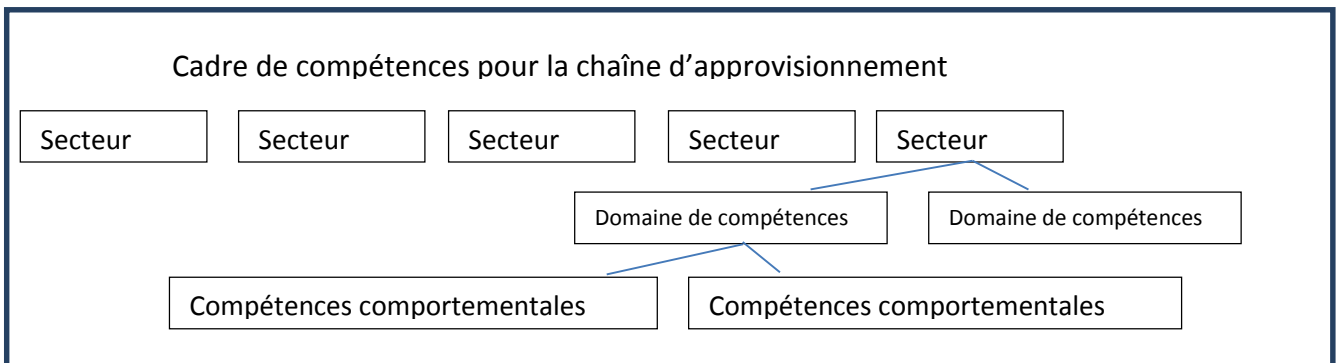 Cadre de compétences pour la chaîne d’approvisionnement
Secteur Secteur Secteur Secteur Secteur
Domaine de compétences Domaine de compétences
Compétences comportementales Compétences comportementales